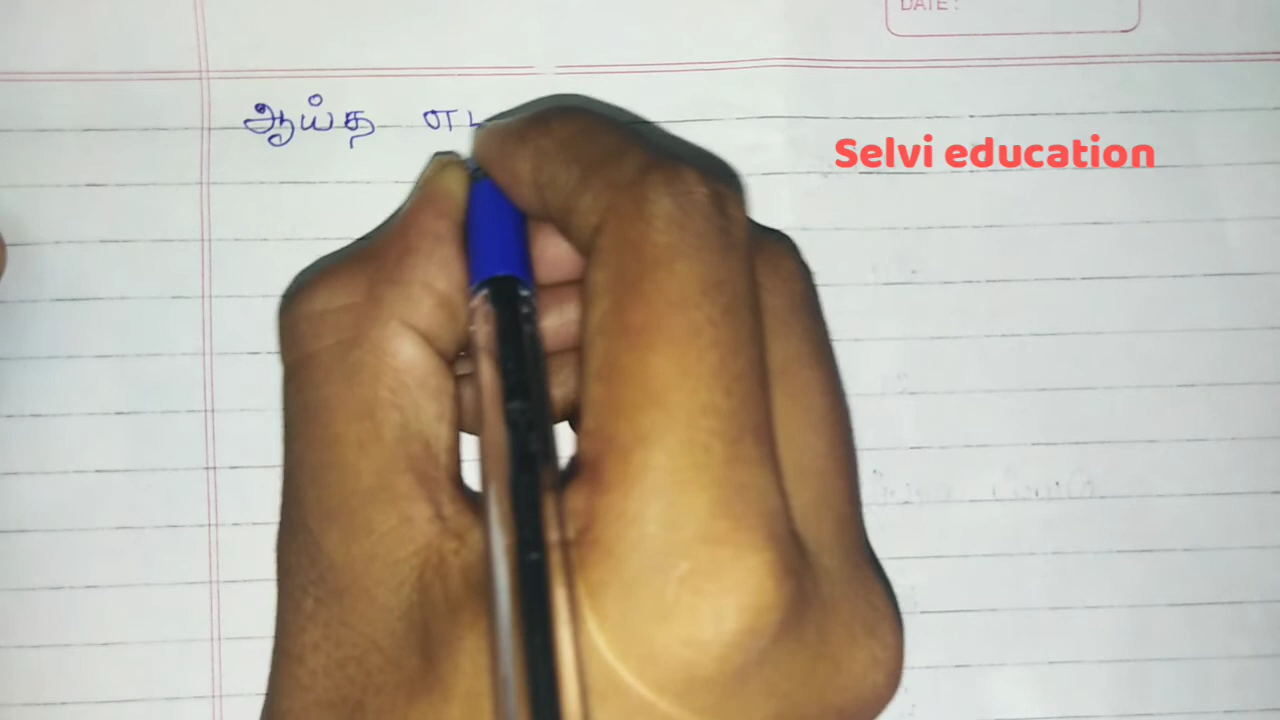 DATE :
ஆய்த
Selvi education